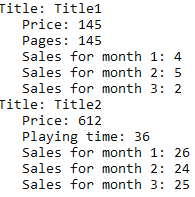 Title: Title1
Price: 145
Pages: 145
Sales for month 1: 4
Sales for month 2: 5
Sales for month 3: 2
Title: Title2
Price: 612
Playing time: 36
Sales for month 1: 26
Sales for month 2: 24
Sales for month 3: 25